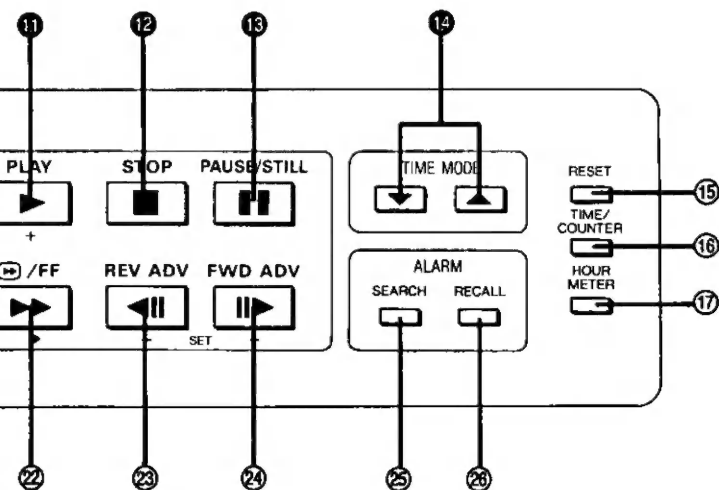 11 12 13 14
PLAY STOP PAUSE/STILL TIME MODE
+
RESET 15
TIME/
COUNTER 16
HOUR
METER 17
/FF REV ADV FWD ADV
ALARM
SEARCH RECALL
– SET –
22 23 24 25 26